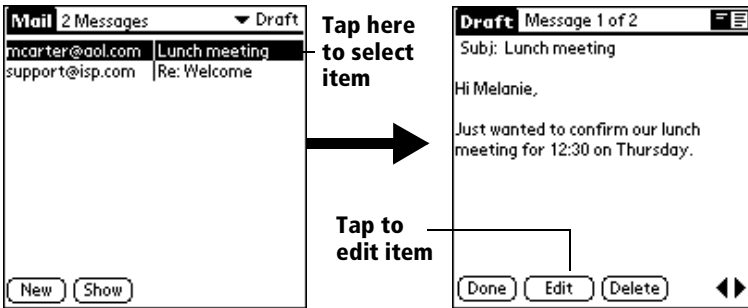 Mail 2 Messages Draft
mcarter@aol.com Lunch meeting
support@isp.com Re: Welcome
New Show
Tap here
to select
item
Tap to
edit item
Draft Message 1 of 2
Subj: Lunch meeting
Hi Melanie,
Just wanted to confirm our lunch
meeting for 12:30 on Thursday.
Done Edit Delete